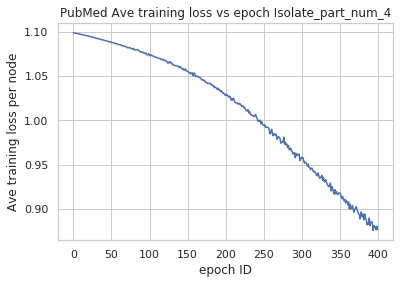 PubMed Ave training loss vs epoch Isolate_part_num_4
Ave training loss per node
1.10
1.05
1.00
0.95
0.90
0 50 100 150 200 250 300 350 400
epoch ID